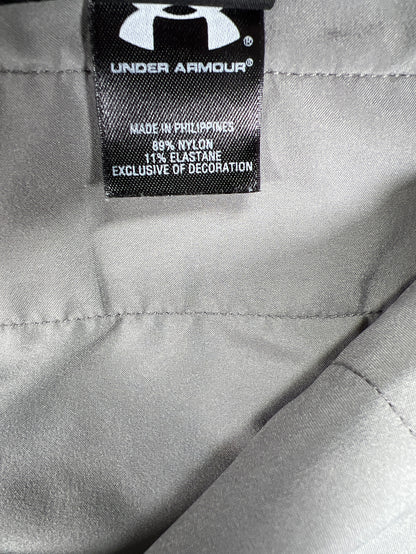 UNDER ARMOUR®
MADE IN PHILIPPINES
89% NYLON
11% ELASTANE
EXCLUSIVE OF DECORATION